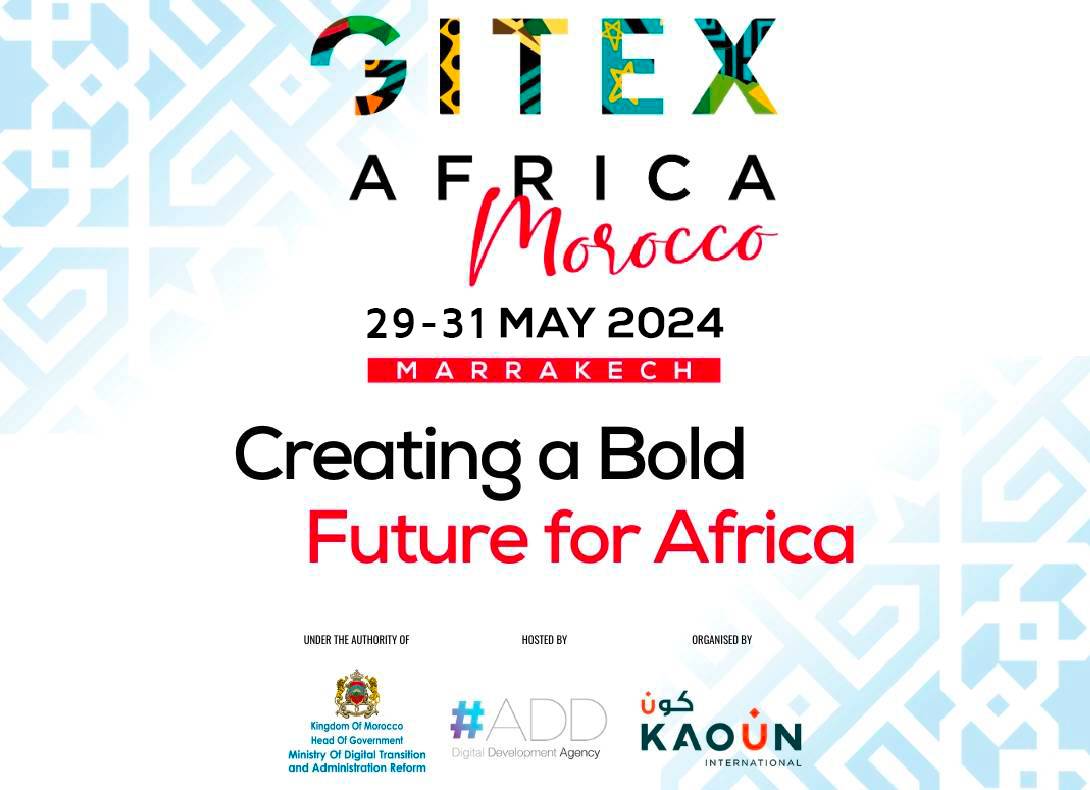 GITEX
AFRICA
Morocco
29-31 MAY 2024
MARRAKECH
Creating a Bold
Future for Africa
UNDER THE AUTHORITY OF
HOSTED BY
ORGANISED BY
Kingdom Of Morocco
Head Of Government
Ministry Of Digital Transition
and Administration Reform
#ADD
Digital Development Agency
كون
KAOUN
INTERNATIONAL